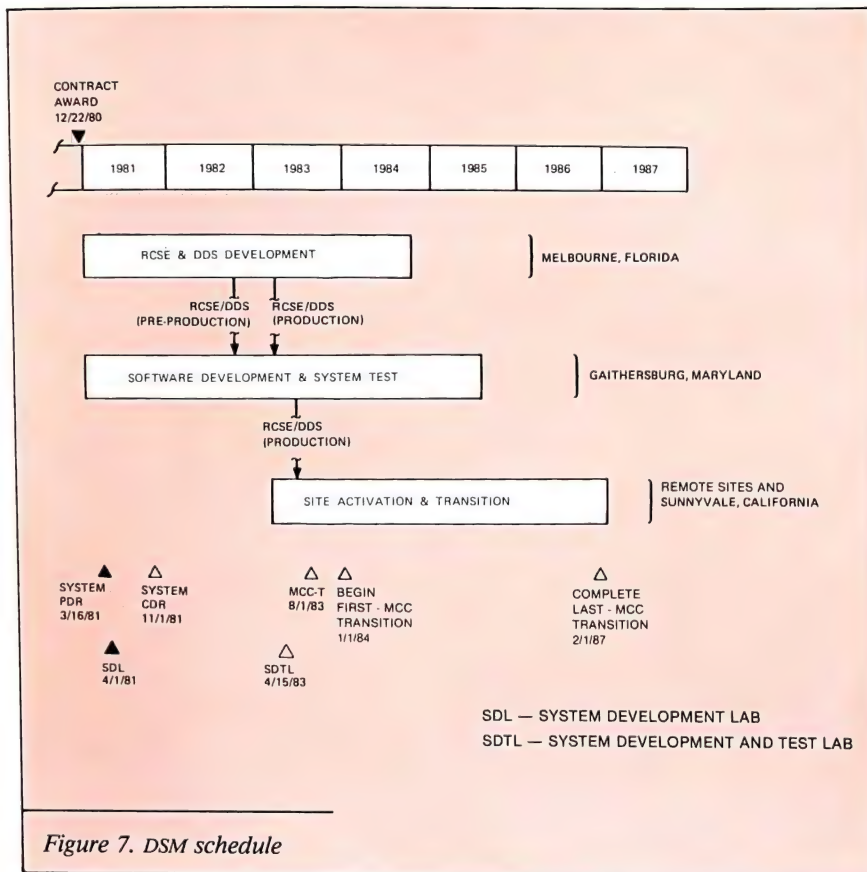 CONTRACT
AWARD
12/22/80
1981 1982 1983 1984 1985 1986 1987
RCSE & DDS DEVELOPMENT
MELBOURNE, FLORIDA
RCSE/DDS
(PRE-PRODUCTION)
RCSE/DDS
(PRODUCTION)
SOFTWARE DEVELOPMENT & SYSTEM TEST
GAITHERSBURG, MARYLAND
RCSE/DDS
(PRODUCTION)
SITE ACTIVATION & TRANSITION
REMOTE SITES AND
SUNNYVALE, CALIFORNIA
SYSTEM
PDR
3/16/81
SYSTEM
CDR
11/1/81
MCC-T
8/1/83
BEGIN
FIRST - MCC
TRANSITION
1/1/84
COMPLETE
LAST - MCC
TRANSITION
2/1/87
SDL
4/1/81
SDTL
4/15/83
SDL — SYSTEM DEVELOPMENT LAB
SDTL — SYSTEM DEVELOPMENT AND TEST LAB
Figure 7. DSM schedule